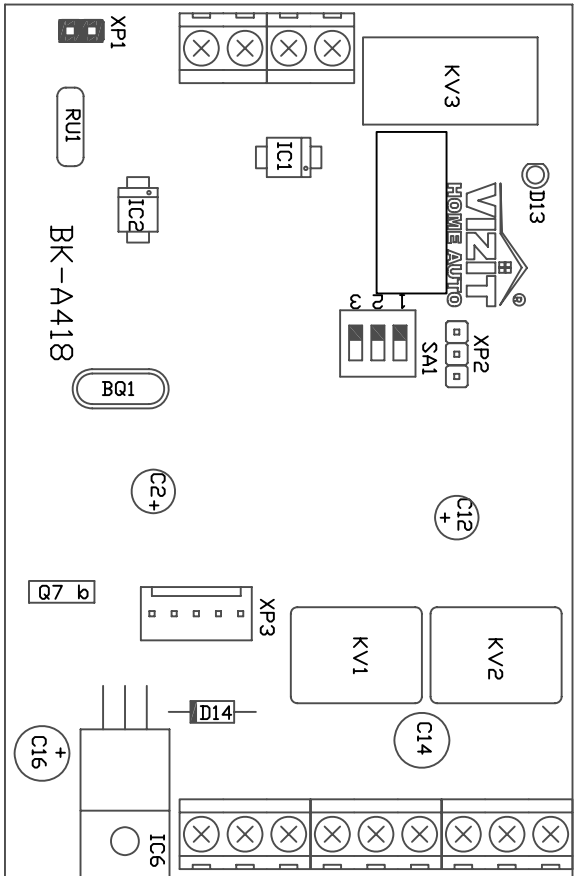 XP1
KV3
RU1
IC1
IC2
D13
VIZIT
HOME AUTO
®
BK-A418
1 2 3
SA1
XP2
BQ1
C2+
C12
+
Q7 b
XP3
KV1
KV2
D14
C14
C16
+
IC6